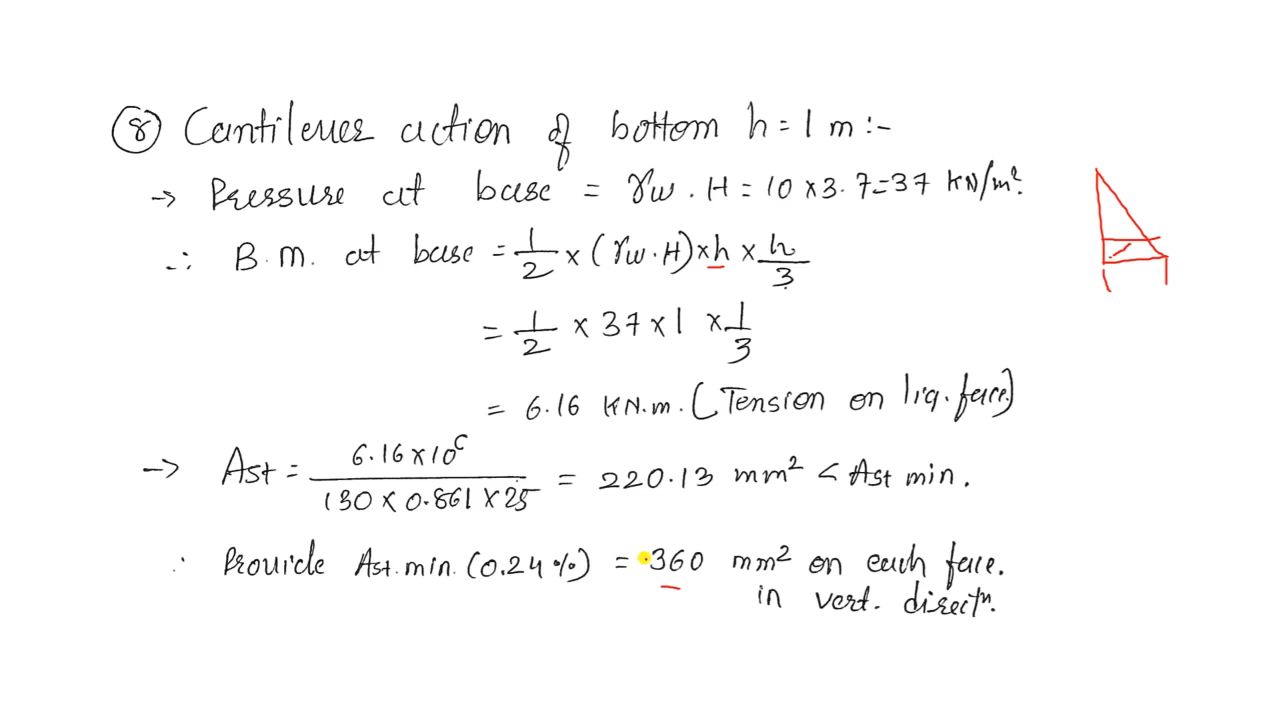 ⑧ Cantilever action of bottom h = 1 m :-
→ Pressure at base = γw . H = 10 x 3.7 = 37 KN/m².
∴ B.M. at base = 1/2 x (γw.H) x h x h/3
= 1/2 x 37 x 1 x 1/3
= 6.16 KN.m. (Tension on liq. face)
→ Ast = 6.16 x 10⁶ / 130 x 0.861 x 25 = 220.13 mm² < Ast min.
∴ Provide Ast. min. (0.24 %) = 360 mm² on each face.
in vert. directⁿ.